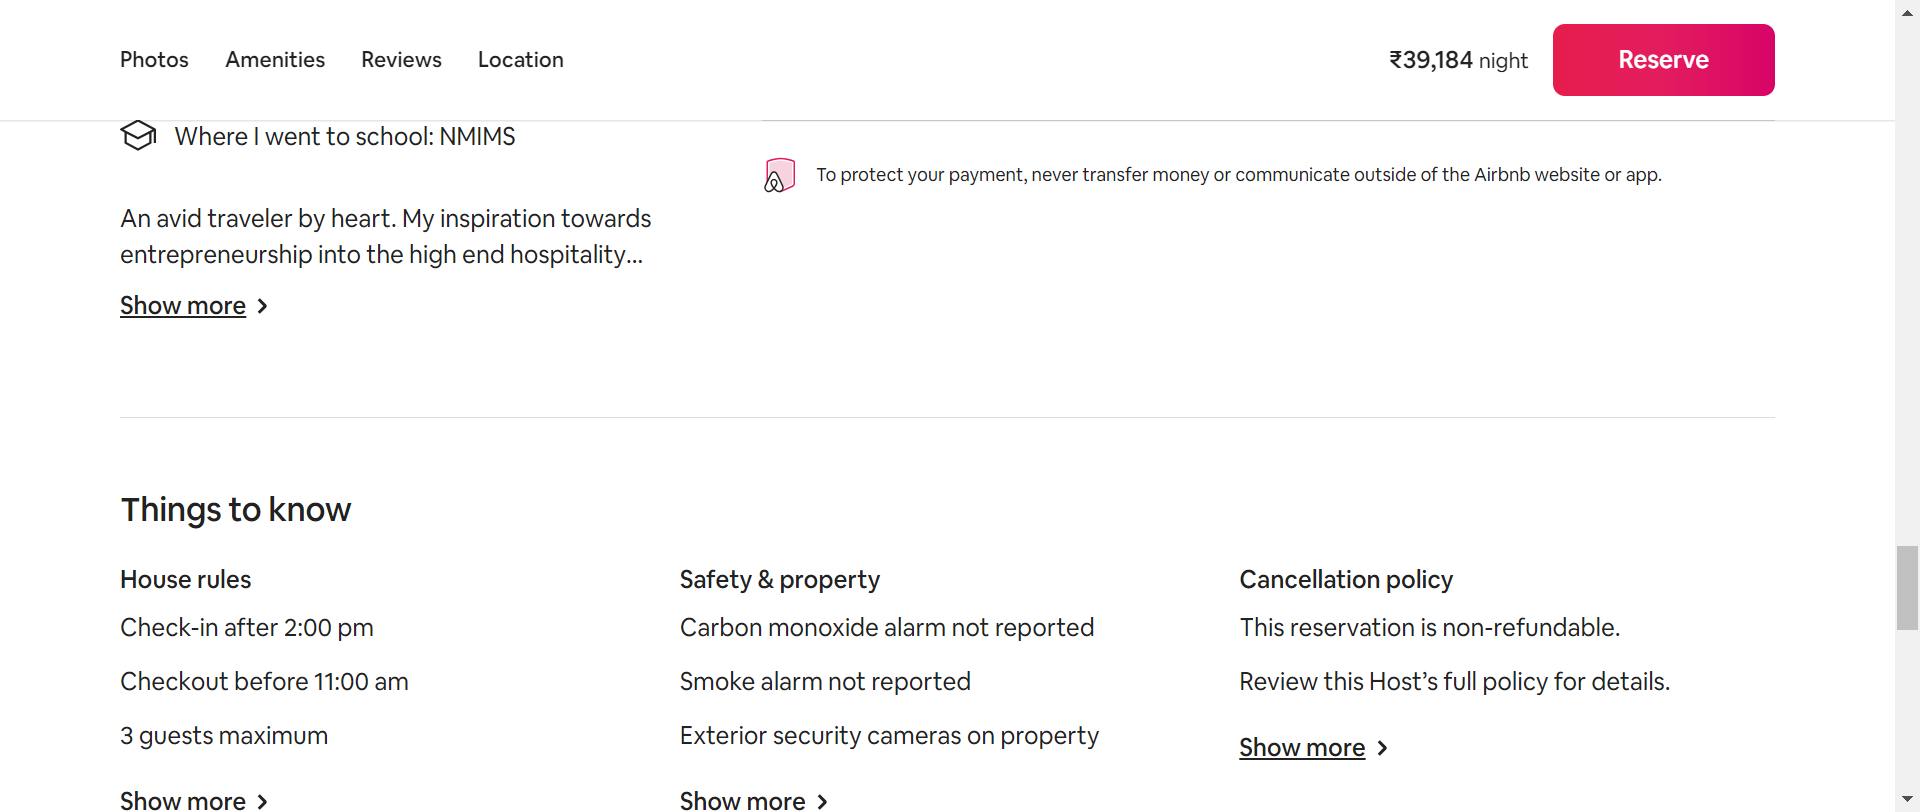 Photos Amenities Reviews Location
₹39,184 night
Reserve
Where I went to school: NMIMS
An avid traveler by heart. My inspiration towards
entrepreneurship into the high end hospitality...
Show more
To protect your payment, never transfer money or communicate outside of the Airbnb website or app.
Things to know
House rules
Check-in after 2:00 pm
Checkout before 11:00 am
3 guests maximum
Show more
Safety & property
Carbon monoxide alarm not reported
Smoke alarm not reported
Exterior security cameras on property
Show more
Cancellation policy
This reservation is non-refundable.
Review this Host’s full policy for details.
Show more